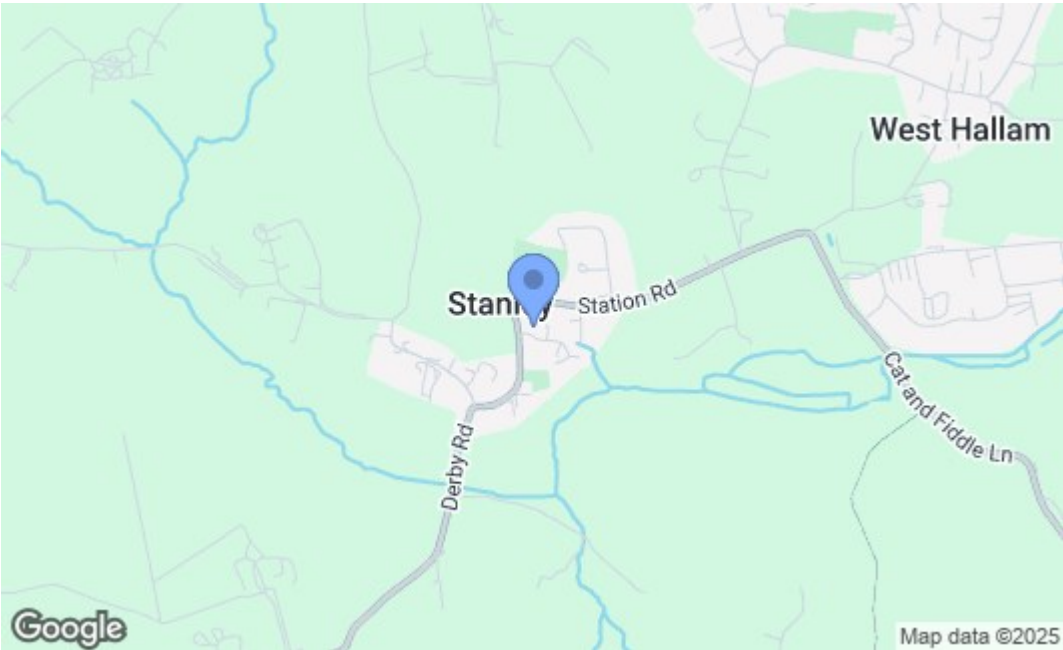 West Hallam
Station Rd
Cat and Fiddle Ln
Derby Rd
Google
Map data ©2025